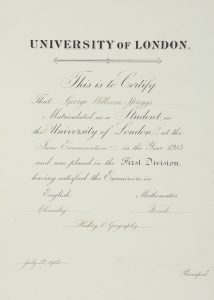 UNIVERSITY OF LONDON.
This is to Certify
That George William Spriggs
Matriculated as a Student in
the University of London at the
June Examination in the Year 1913
and was placed in the First Division,
having satisfied the Examiners in
English Mathematics
Chemistry French
History & Geography
July 12, 1913
Principal